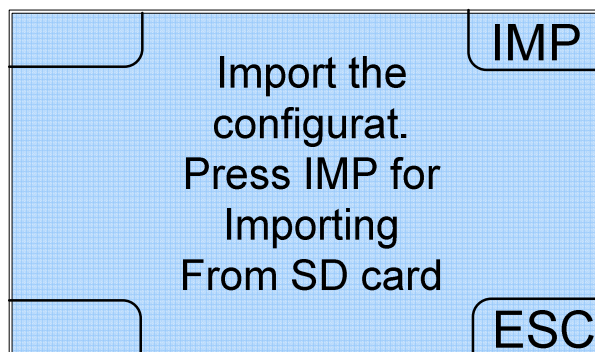 IMP
Import the
configurat.
Press IMP for
Importing
From SD card
ESC